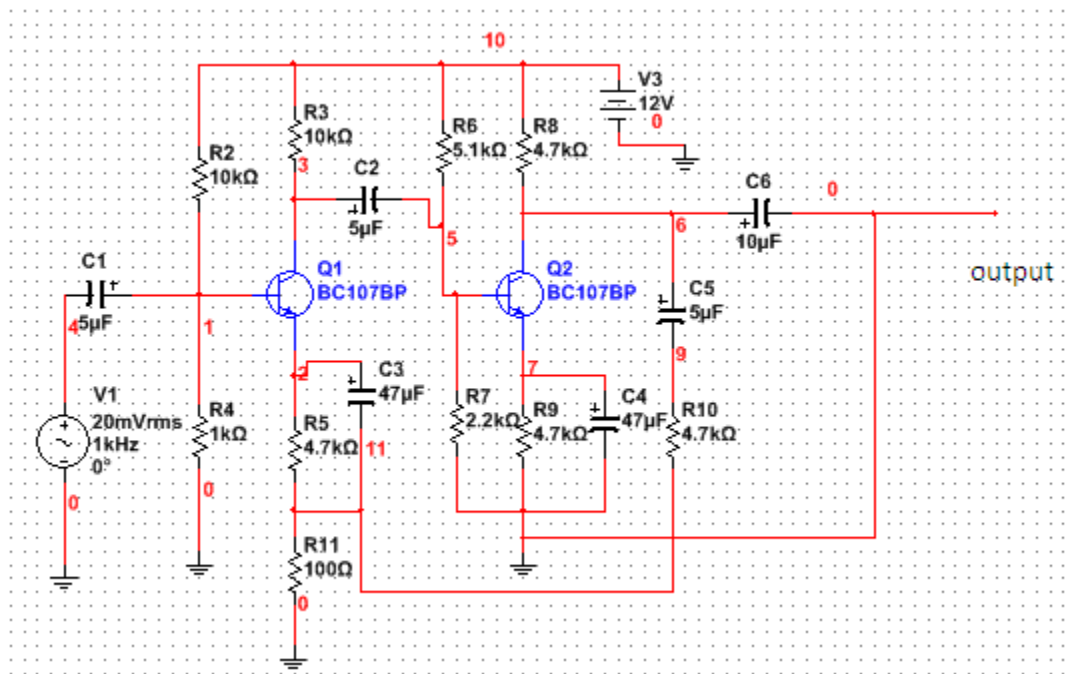 10
V3
12V
0
R3
10kΩ
3
R6
5.1kΩ
R8
4.7kΩ
R2
10kΩ
C2
5µF
5
C6
10µF
0
6
output
C1
5µF
4
1
Q1
BC107BP
Q2
BC107BP
C5
5µF
9
2
C3
47µF
11
7
V1
20mVrms
1kHz
0°
0
R4
1kΩ
0
R5
4.7kΩ
R7
2.2kΩ
R9
4.7kΩ
C4
47µF
R10
4.7kΩ
R11
100Ω
0